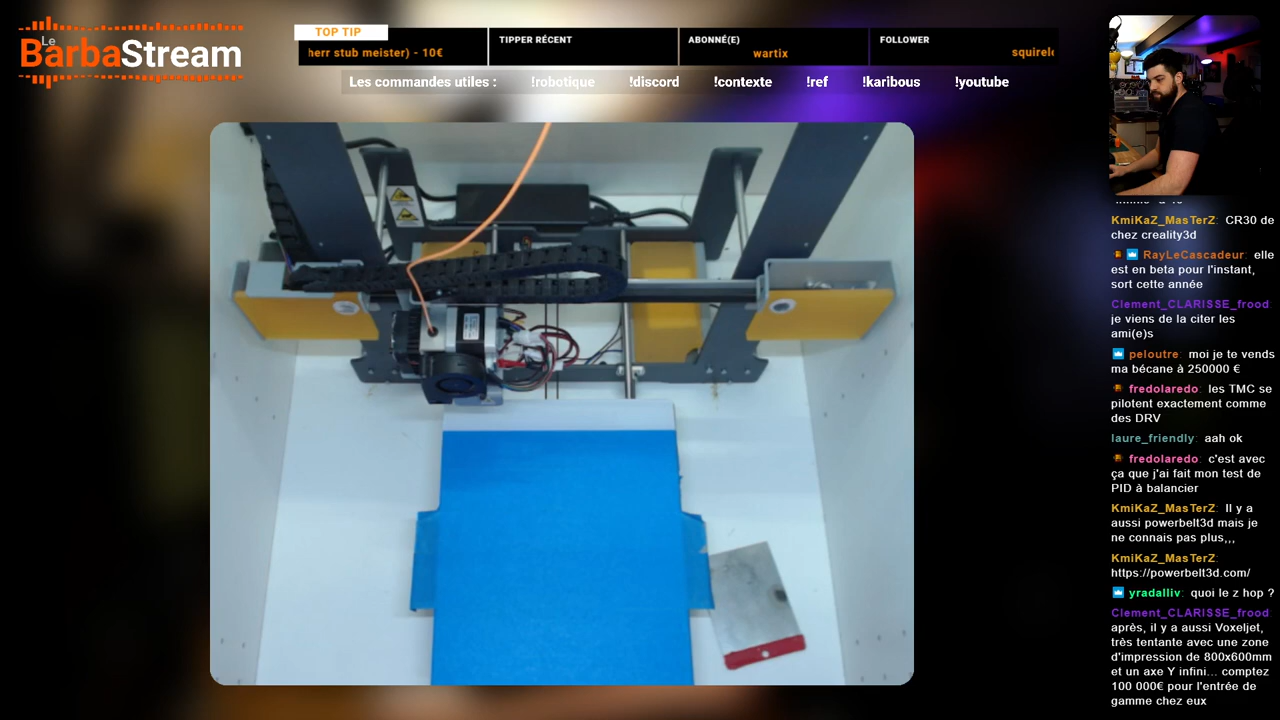 Le
BarbaStream
TOP TIP
herr stub meister) - 10€
TIPPER RÉCENT
ABONNÉ(E)
wartix
FOLLOWER
squirel
Les commandes utiles : !robotique !discord !contexte !ref !karibous !youtube
KmiKaZ_MasTerZ: CR30 de
chez creality3d
RayLeCascadeur: elle
est en beta pour l'instant,
sort cette année
Clement_CLARISSE_frood:
je viens de la citer les
ami(e)s
peloutre: moi je te vends
ma bécane à 250000 €
fredolaredo: les TMC se
pilotent exactement comme
des DRV
laure_friendly: aah ok
fredolaredo: c'est avec
ça que j'ai fait mon test de
PID à balancier
KmiKaZ_MasTerZ: Il y a
aussi powerbelt3d mais je
ne connais pas plus,,,
KmiKaZ_MasTerZ:
https://powerbelt3d.com/
yradalliv: quoi le z hop ?
Clement_CLARISSE_frood:
après, il y a aussi Voxeljet,
très tentante avec une zone
d'impression de 800x600mm
et un axe Y infini... comptez
100 000€ pour l'entrée de
gamme chez eux